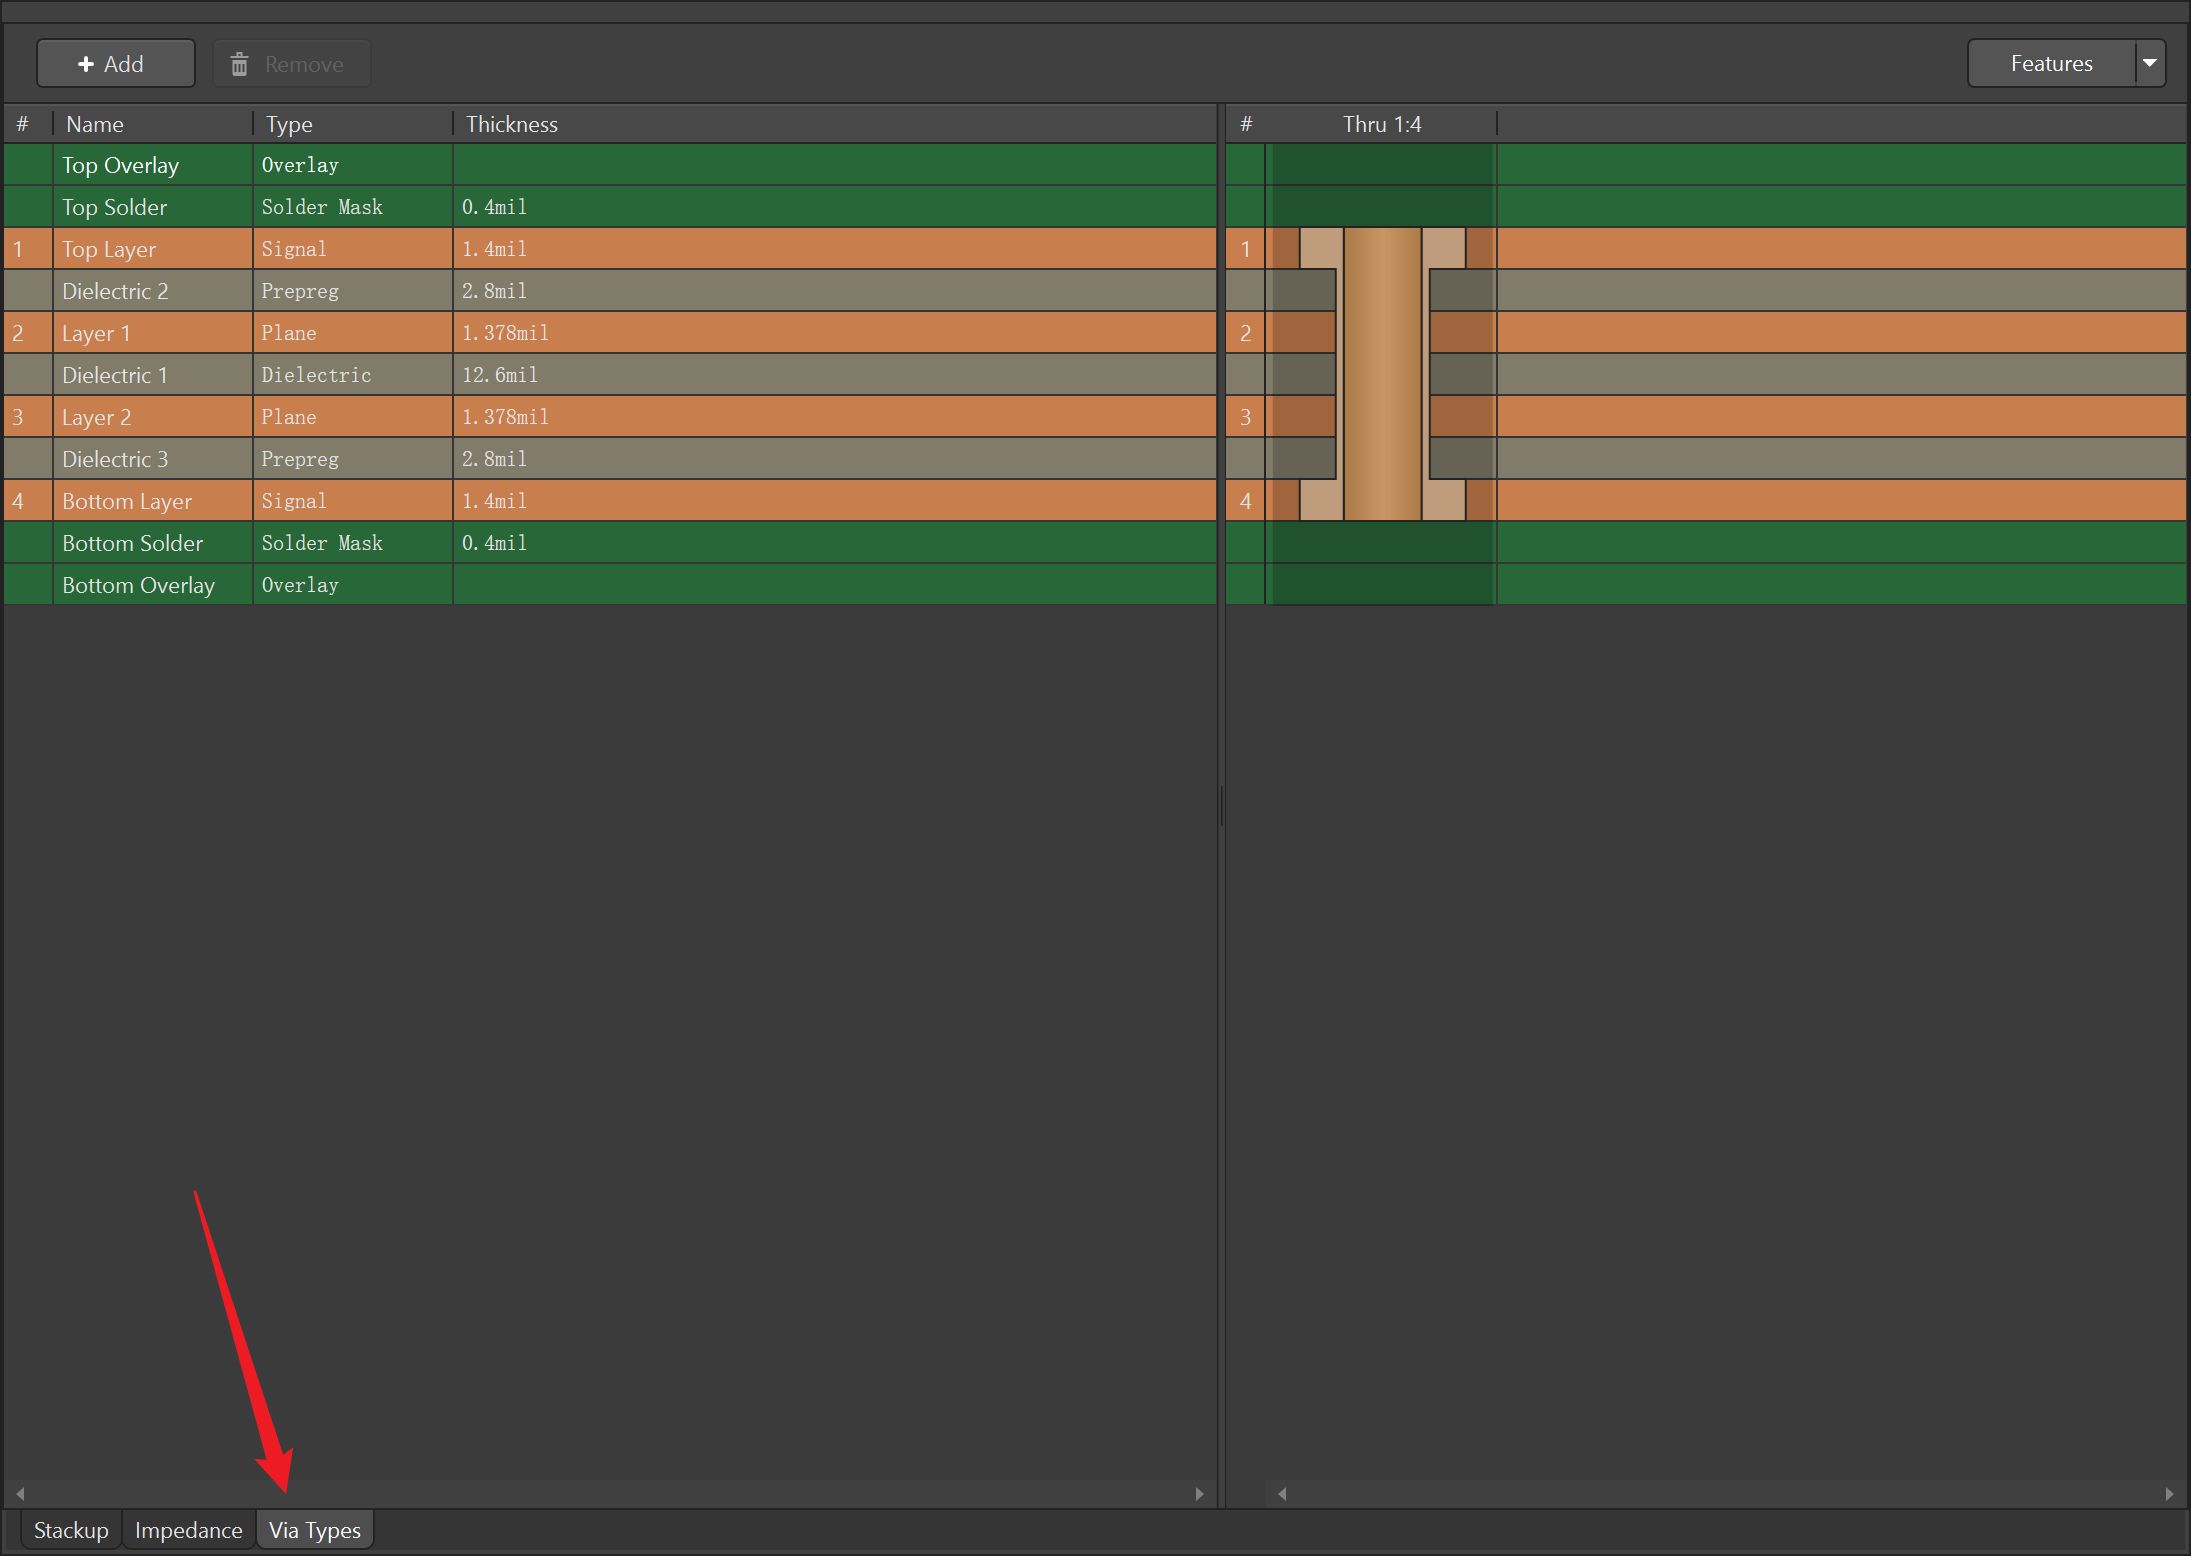 + Add Remove Features
# Name Type Thickness # Thru 1:4
Top Overlay Overlay
Top Solder Solder Mask 0.4mil
1 Top Layer Signal 1.4mil 1
Dielectric 2 Prepreg 2.8mil
2 Layer 1 Plane 1.378mil 2
Dielectric 1 Dielectric 12.6mil
3 Layer 2 Plane 1.378mil 3
Dielectric 3 Prepreg 2.8mil
4 Bottom Layer Signal 1.4mil 4
Bottom Solder Solder Mask 0.4mil
Bottom Overlay Overlay
Stackup Impedance Via Types